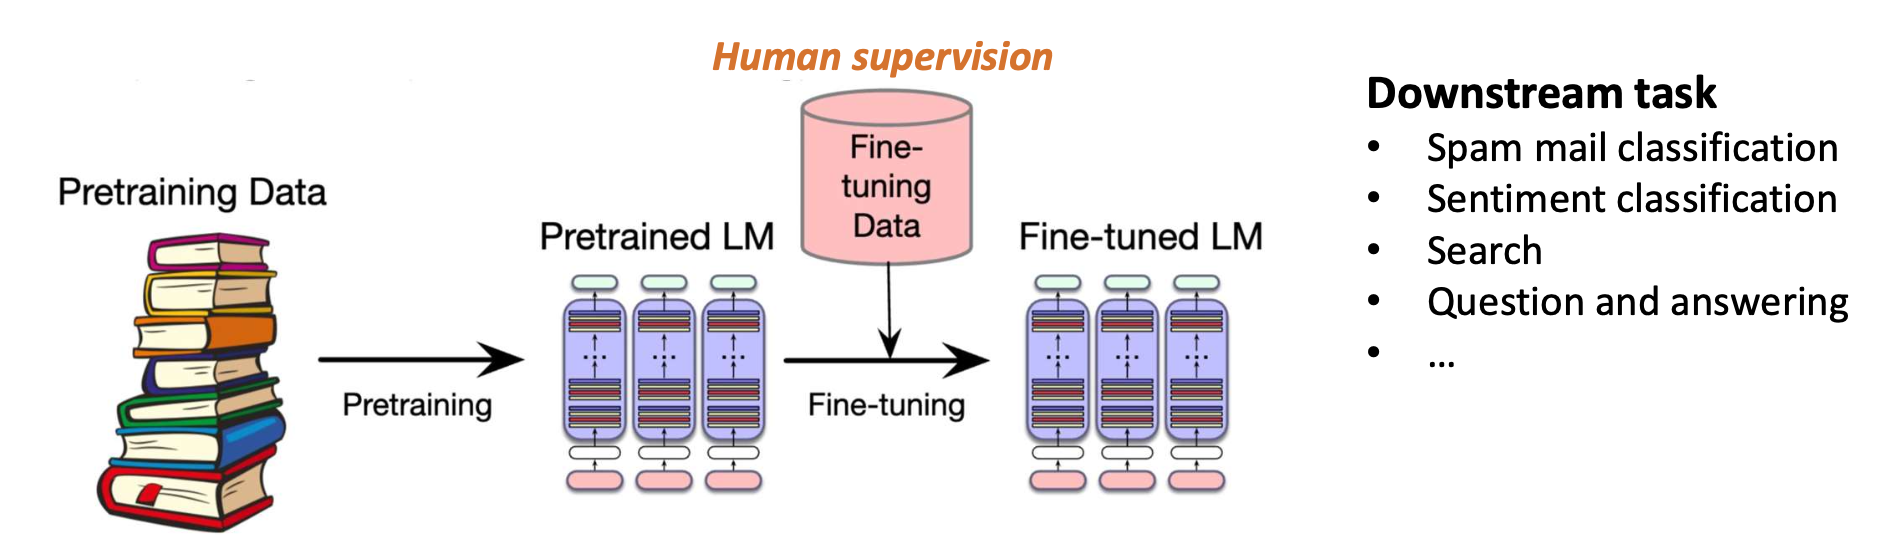 Human supervision
Pretraining Data
Pretraining
Pretrained LM
Fine-
tuning
Data
Fine-tuning
Fine-tuned LM
Downstream task
• Spam mail classification
• Sentiment classification
• Search
• Question and answering
• ...